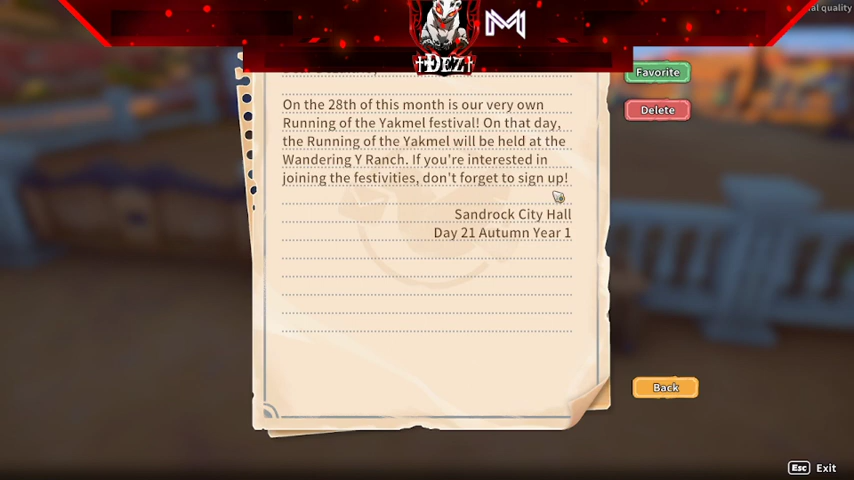 al quality
†DEZ†
Favorite
Delete
On the 28th of this month is our very own
Running of the Yakmel festival! On that day,
the Running of the Yakmel will be held at the
Wandering Y Ranch. If you're interested in
joining the festivities, don't forget to sign up!
Sandrock City Hall
Day 21 Autumn Year 1
Back
Esc Exit